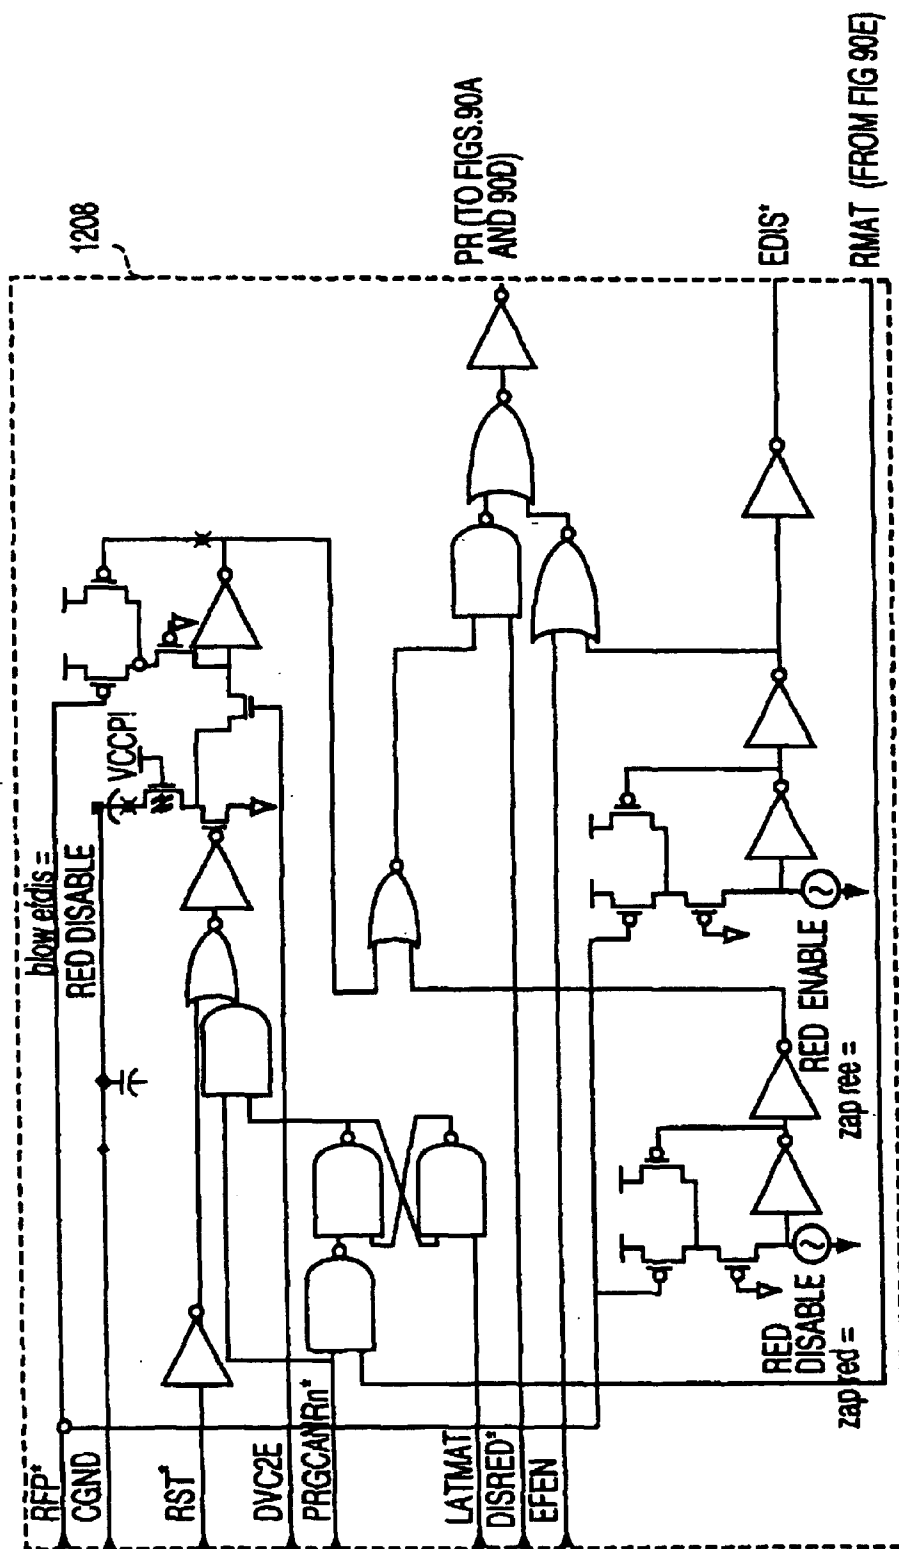 1208
PR (TO FIGS.90A
AND 90D)
EDIS*
RMAT (FROM FIG 90E)
blow efdis =
RED DISABLE
VCCP!
RED ENABLE
zap ree =
RED
DISABLE
zap red =
RFP*
CGND
RST*
DVC2E
PRGCANRn*
LATMAT
DISRED*
EFEN